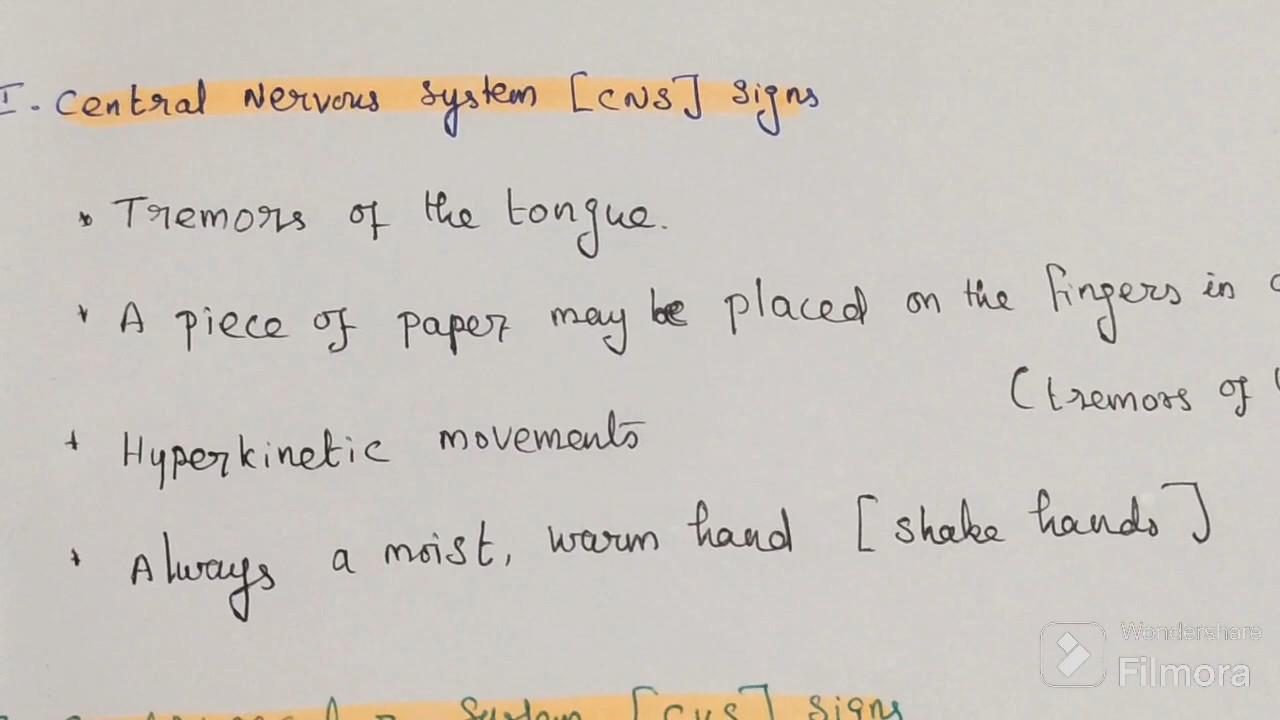 I. Central Nervous System [CNS] Signs
* Tremors of the tongue.
* A piece of paper may be placed on the fingers in
(tremors of
* Hyperkinetic movements
* Always a moist, warm hand [shake hands]
System [CVS] Signs
Wondershare
Filmora